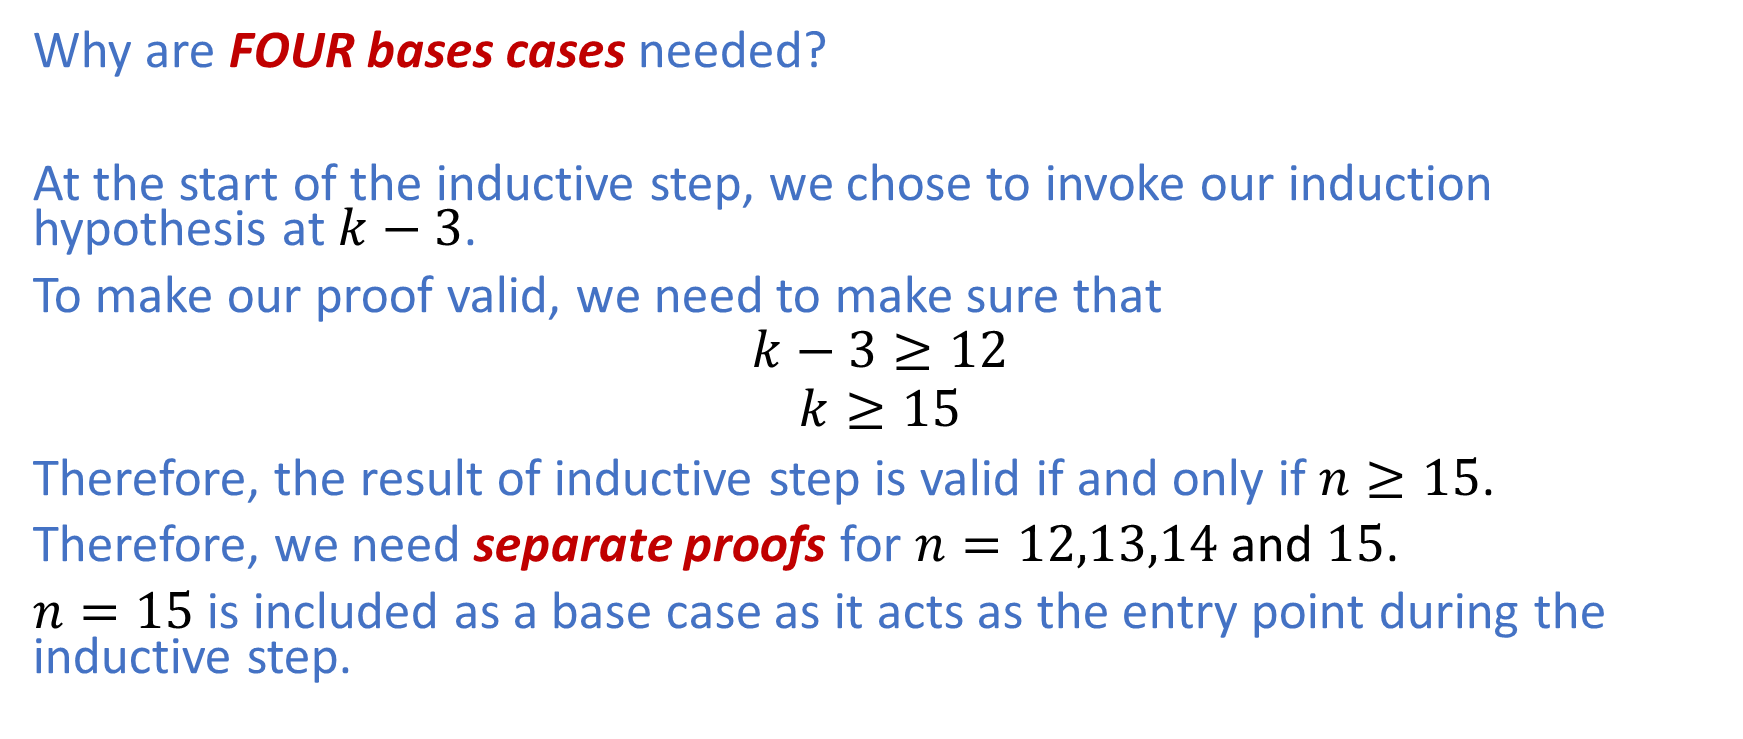 Why are FOUR bases cases needed?
At the start of the inductive step, we chose to invoke our induction
hypothesis at k − 3.
To make our proof valid, we need to make sure that
k − 3 ≥ 12
k ≥ 15
Therefore, the result of inductive step is valid if and only if n ≥ 15.
Therefore, we need separate proofs for n = 12,13,14 and 15.
n = 15 is included as a base case as it acts as the entry point during the
inductive step.